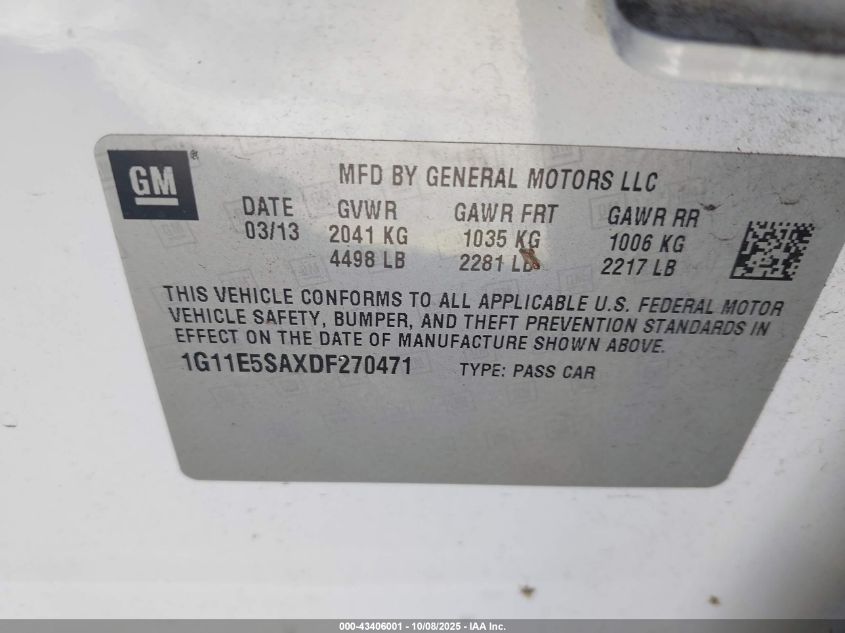 GM®
MFD BY GENERAL MOTORS LLC
DATE GVWR GAWR FRT GAWR RR
03/13 2041 KG 1035 KG 1006 KG
4498 LB 2281 LB 2217 LB
THIS VEHICLE CONFORMS TO ALL APPLICABLE U.S. FEDERAL MOTOR
VEHICLE SAFETY, BUMPER, AND THEFT PREVENTION STANDARDS IN
EFFECT ON THE DATE OF MANUFACTURE SHOWN ABOVE.
1G11E5SAXDF270471 TYPE: PASS CAR
000-43406001 - 10/08/2025 - IAA Inc.